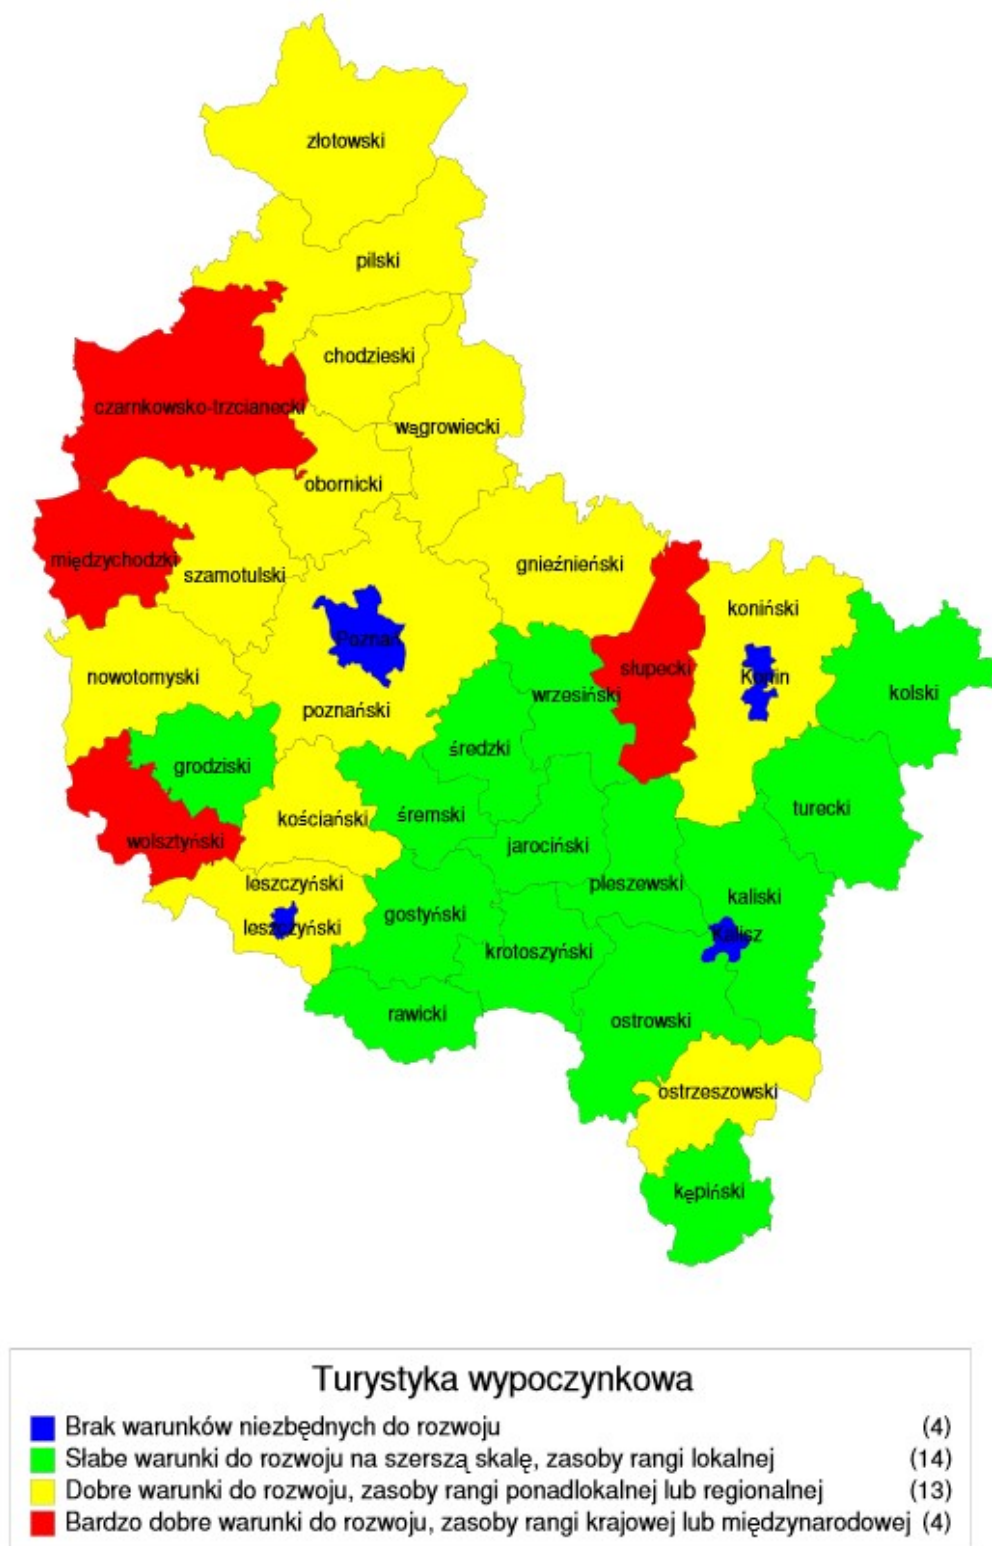 złotowski
pilski
chodzieski
czarnkowsko-trzcianecki
wągrowiecki
obornicki
międzychodzki
szamotulski
gnieźnieński
koniński
Poznań
słupecki
Konin
nowotomyski
wrzesiński
kolski
poznański
średzki
grodziski
turecki
kościański
śremski
wolsztyński
jarociński
leszczyński
pleszewski
kaliski
gostyński
leszczyński
Kalisz
krotoszyński
rawicki
ostrowski
ostrzeszowski
kępiński
Turystyka wypoczynkowa
Brak warunków niezbędnych do rozwoju (4)
Słabe warunki do rozwoju na szerszą skalę, zasoby rangi lokalnej (14)
Dobre warunki do rozwoju, zasoby rangi ponadlokalnej lub regionalnej (13)
Bardzo dobre warunki do rozwoju, zasoby rangi krajowej lub międzynarodowej (4)